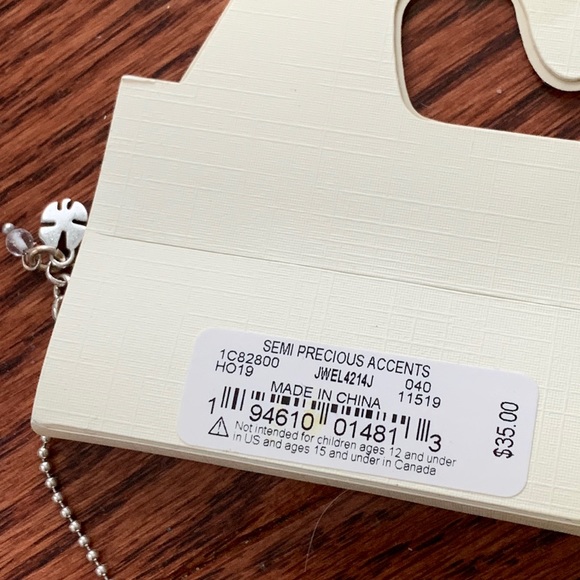 SEMI PRECIOUS ACCENTS
1C82800 JWEL4214J 040
HO19 11519
MADE IN CHINA
1 94610 01481 3
Not intended for children ages 12 and under
in US and ages 15 and under in Canada
$35.00